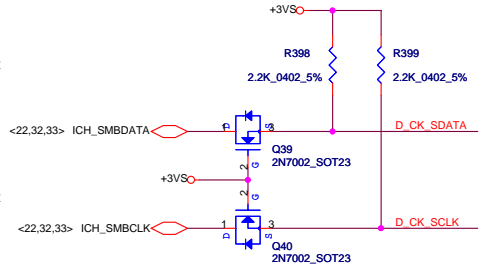 +3VS
R398
R399
2.2K_0402_5%
2.2K_0402_5%
<22,32,33> ICH_SMBDATA
1
D
S
3
D_CK_SDATA
2
G
Q39
2N7002_SOT23
+3VS
2
G
<22,32,33> ICH_SMBCLK
1
D
S
3
D_CK_SCLK
Q40
2N7002_SOT23